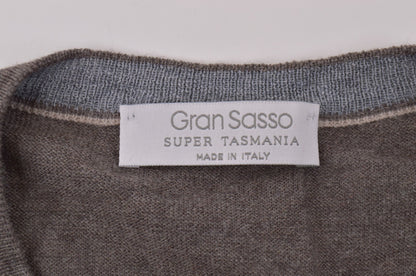 Gran Sasso
SUPER TASMANIA
MADE IN ITALY